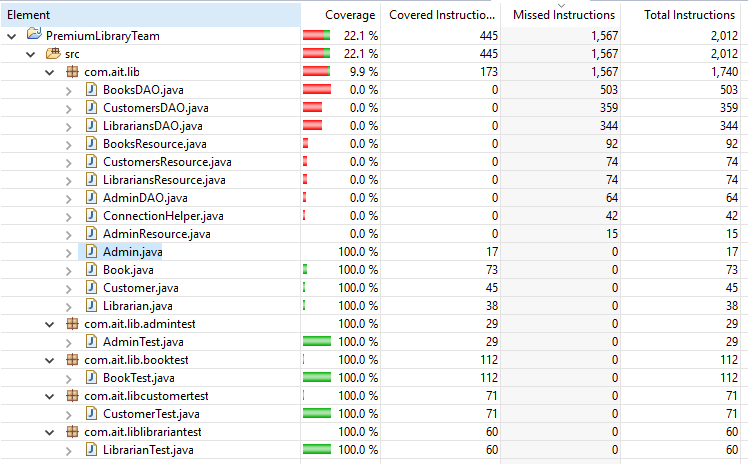 Element Coverage Covered Instructio... Missed Instructions Total Instructions
PremiumLibraryTeam 22.1 % 445 1,567 2,012
src 22.1 % 445 1,567 2,012
com.ait.lib 9.9 % 173 1,567 1,740
BooksDAO.java 0.0 % 0 503 503
CustomersDAO.java 0.0 % 0 359 359
LibrariansDAO.java 0.0 % 0 344 344
BooksResource.java 0.0 % 0 92 92
CustomersResource.java 0.0 % 0 74 74
LibrariansResource.java 0.0 % 0 74 74
AdminDAO.java 0.0 % 0 64 64
ConnectionHelper.java 0.0 % 0 42 42
AdminResource.java 0.0 % 0 15 15
Admin.java 100.0 % 17 0 17
Book.java 100.0 % 73 0 73
Customer.java 100.0 % 45 0 45
Librarian.java 100.0 % 38 0 38
com.ait.lib.admintest 100.0 % 29 0 29
AdminTest.java 100.0 % 29 0 29
com.ait.lib.booktest 100.0 % 112 0 112
BookTest.java 100.0 % 112 0 112
com.ait.libcustomertest 100.0 % 71 0 71
CustomerTest.java 100.0 % 71 0 71
com.ait.liblibrariantest 100.0 % 60 0 60
LibrarianTest.java 100.0 % 60 0 60